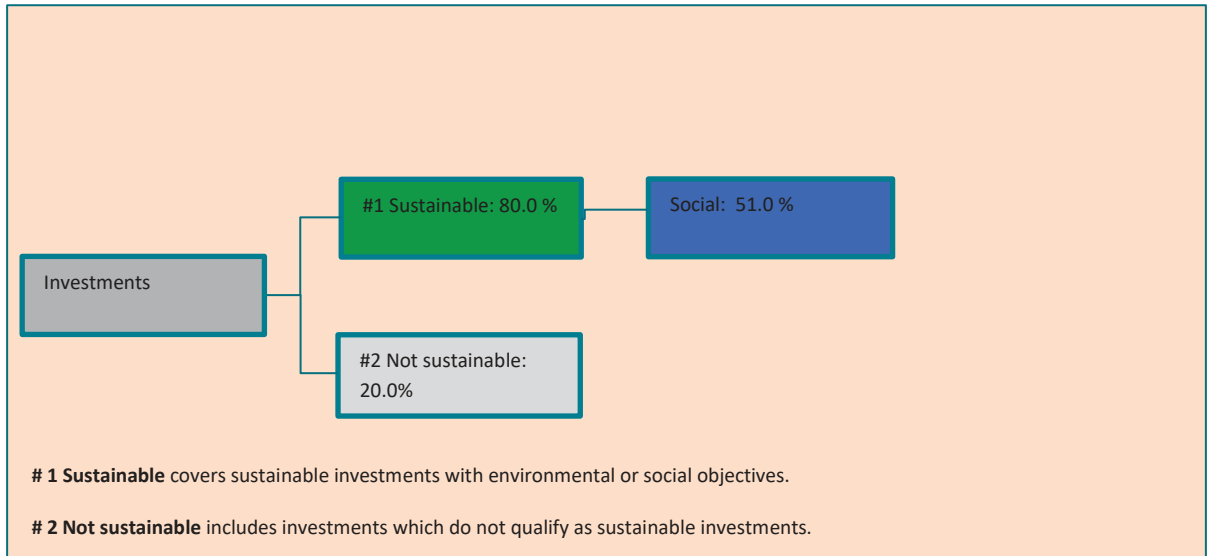 #1 Sustainable: 80.0 %
Social: 51.0 %
Investments
#2 Not sustainable:
20.0%
# 1 Sustainable covers sustainable investments with environmental or social objectives.
# 2 Not sustainable includes investments which do not qualify as sustainable investments.